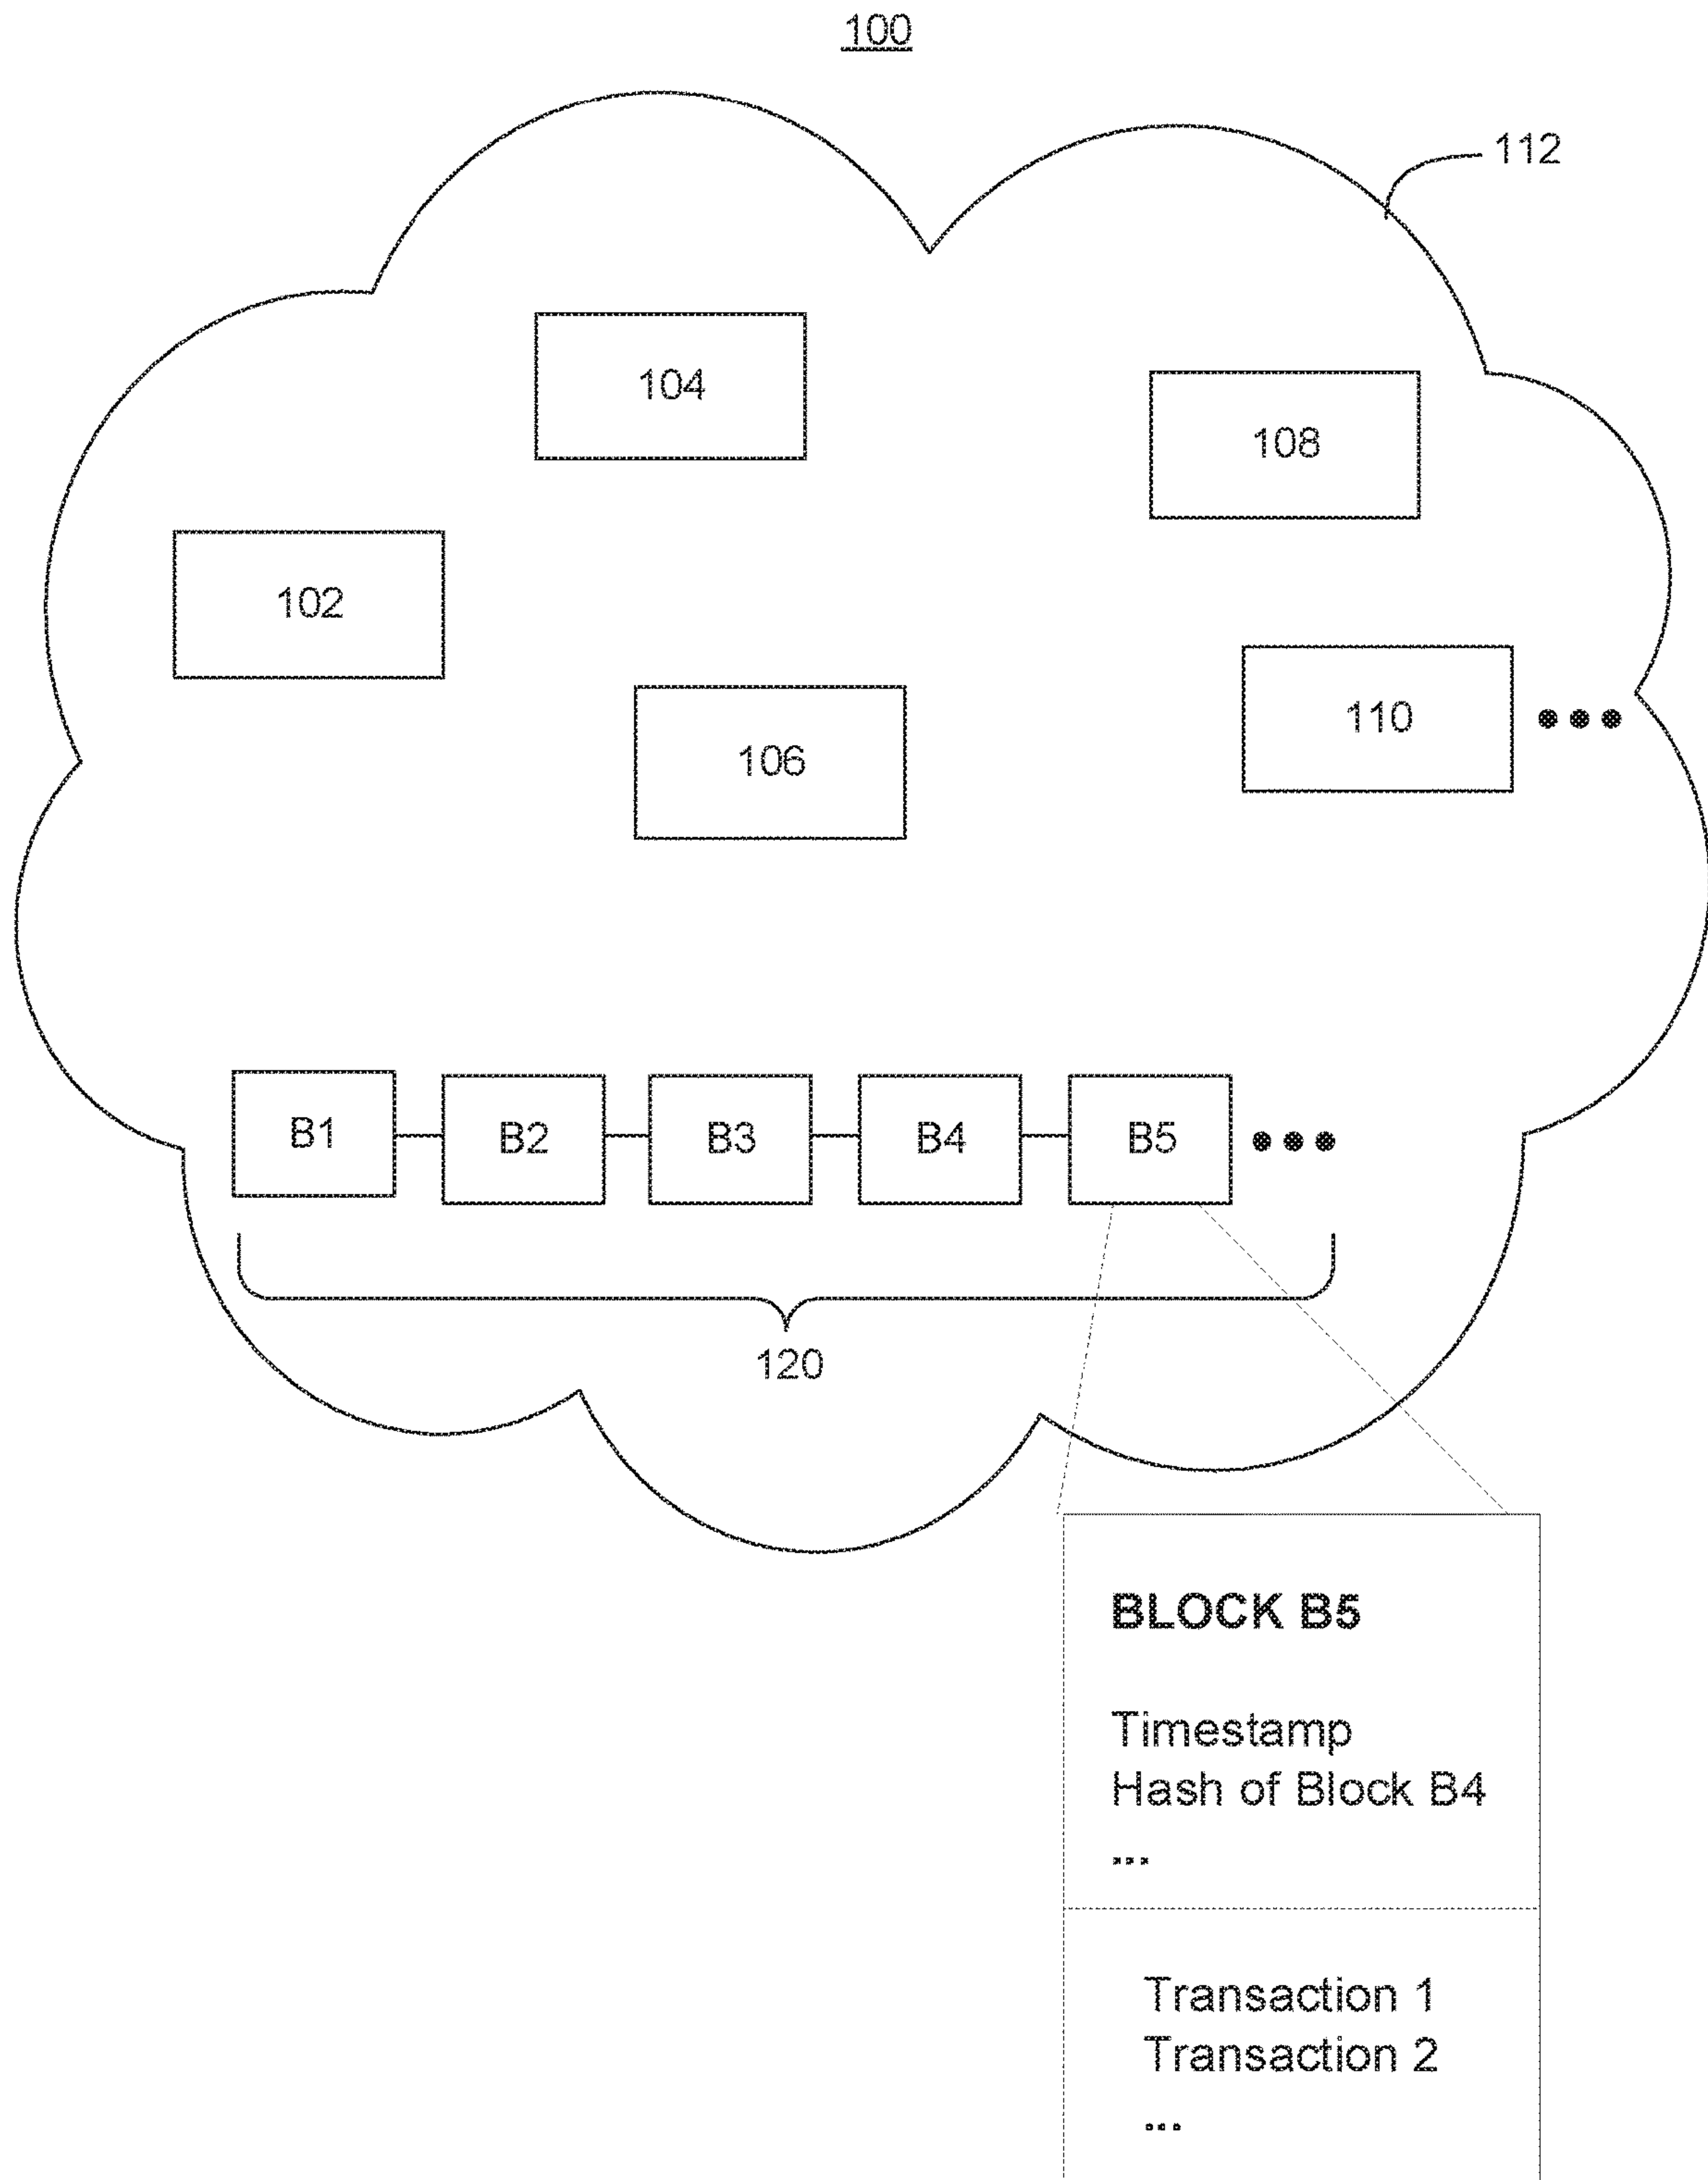 100
112
104
108
102
110
106
B1
B2
B3
B4
B5
120
BLOCK B5
Timestamp
Hash of Block B4
...
Transaction 1
Transaction 2
...